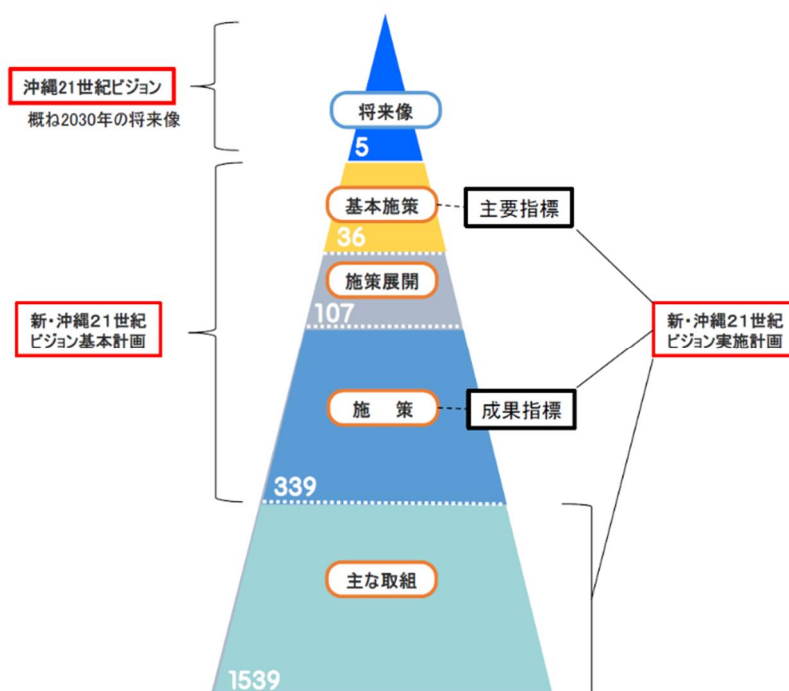 沖縄21世紀ビジョン
概ね2030年の将来像
将来像
5
基本施策
主要指標
36
施策展開
107
新・沖縄２１世紀
ビジョン基本計画
新・沖縄２１世紀
ビジョン実施計画
施　策
成果指標
339
主な取組
1539